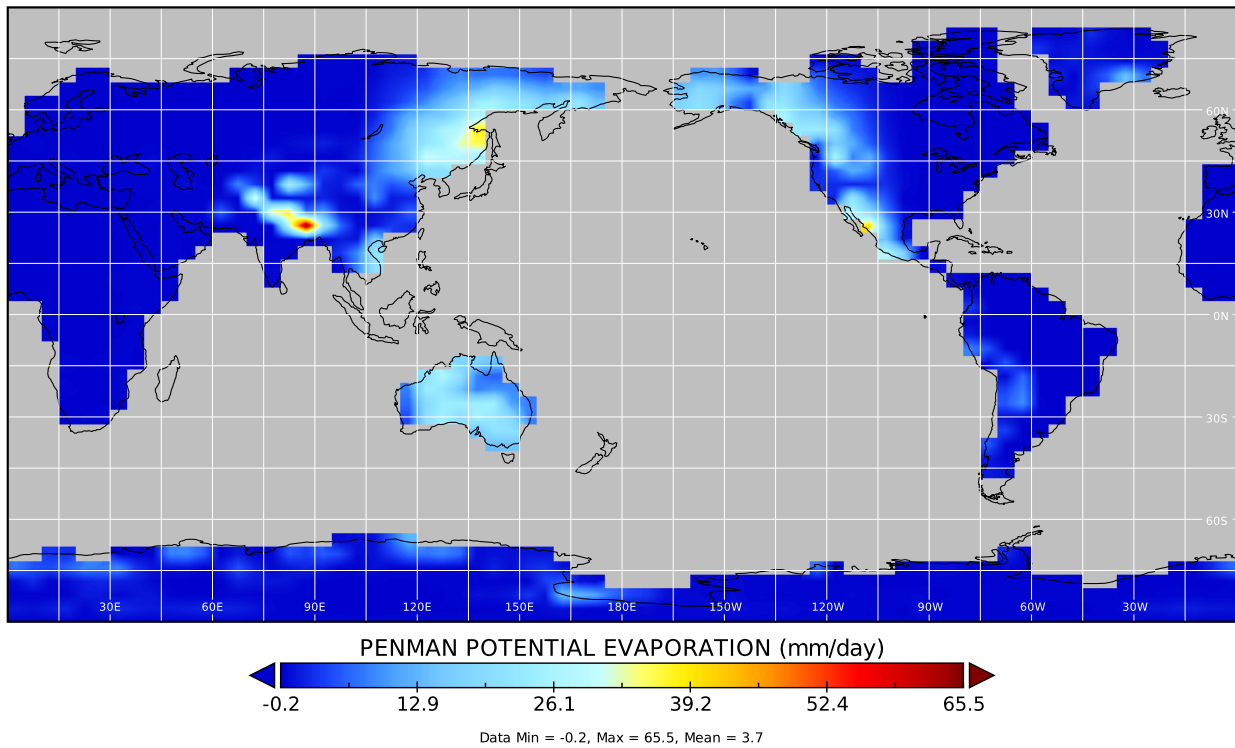 60N
30N
0N
30S
60S
30E 60E 90E 120E 150E 180E 150W 120W 90W 60W 30W
PENMAN POTENTIAL EVAPORATION (mm/day)
-0.2 12.9 26.1 39.2 52.4 65.5
Data Min = -0.2, Max = 65.5, Mean = 3.7